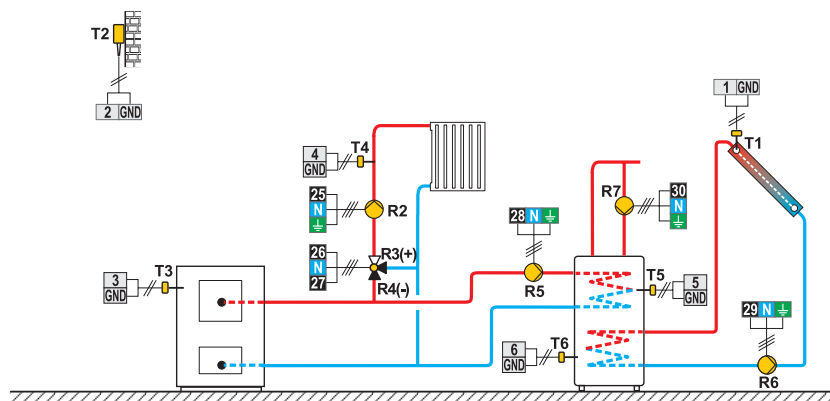 T2
2 GND
1 GND
T1
4 GND
T4
25 N
R2
R7
30 N
28 N
26 N 27
R3(+)
R4(-)
3 GND
T3
R5
T5
5 GND
29 N
6 GND
T6
R6